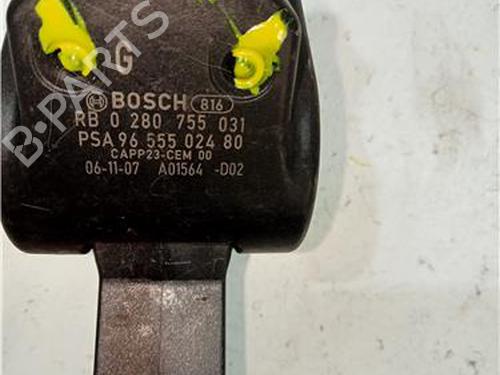 G
BOSCH 816
RB 0 280 755 031
PSA 96 555 024 80
CAPP23-CEM 00
06-11-07 A01564 -D02
B-PARTS